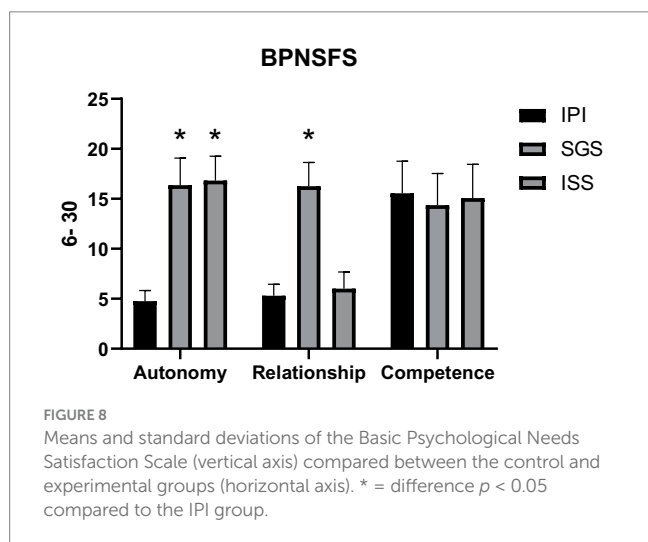 BPNSFS
25
20
15
10
5
0
6- 30
* * *
Autonomy Relationship Competence
IPI
SGS
ISS
FIGURE 8
Means and standard deviations of the Basic Psychological Needs
Satisfaction Scale (vertical axis) compared between the control and
experimental groups (horizontal axis). * = difference p < 0.05
compared to the IPI group.